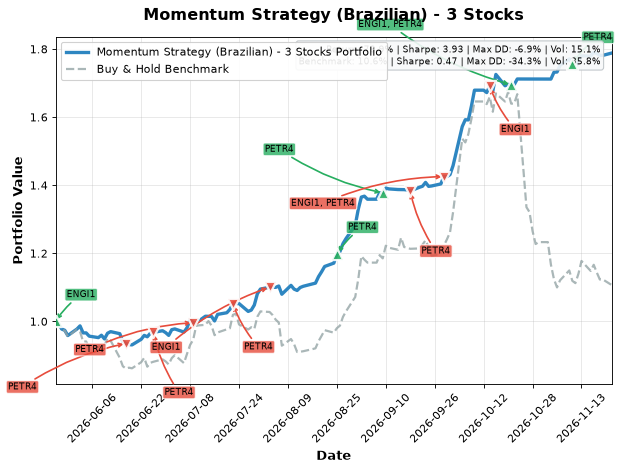 Momentum Strategy (Brazilian) - 3 Stocks
ENGI1, PETR4
PETR4
Momentum Strategy (Brazilian) - 3 Stocks Portfolio
Buy & Hold Benchmark
% | Sharpe: 3.93 | Max DD: -6.9% | Vol: 15.1%
Benchmark: 10.6% | Sharpe: 0.47 | Max DD: -34.3% | Vol: 35.8%
1.8
1.6
1.4
1.2
1.0
Portfolio Value
ENGI1
PETR4
ENGI1, PETR4
PETR4
PETR4
ENGI1
PETR4
ENGI1
PETR4
PETR4
PETR4
2026-06-06
2026-06-22
2026-07-08
2026-07-24
2026-08-09
2026-08-25
2026-09-10
2026-09-26
2026-10-12
2026-10-28
2026-11-13
Date